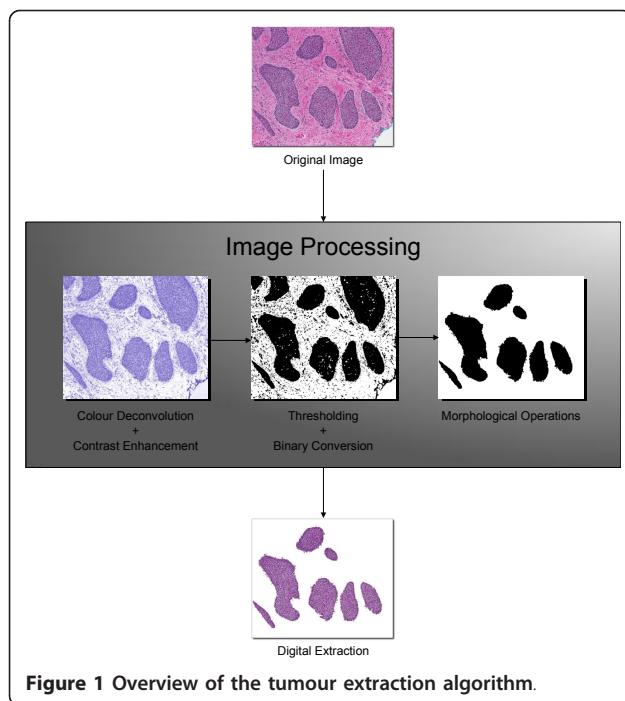 Original Image
Image Processing
Colour Deconvolution
+
Contrast Enhancement
Thresholding
+
Binary Conversion
Morphological Operations
Digital Extraction
Figure 1 Overview of the tumour extraction algorithm.